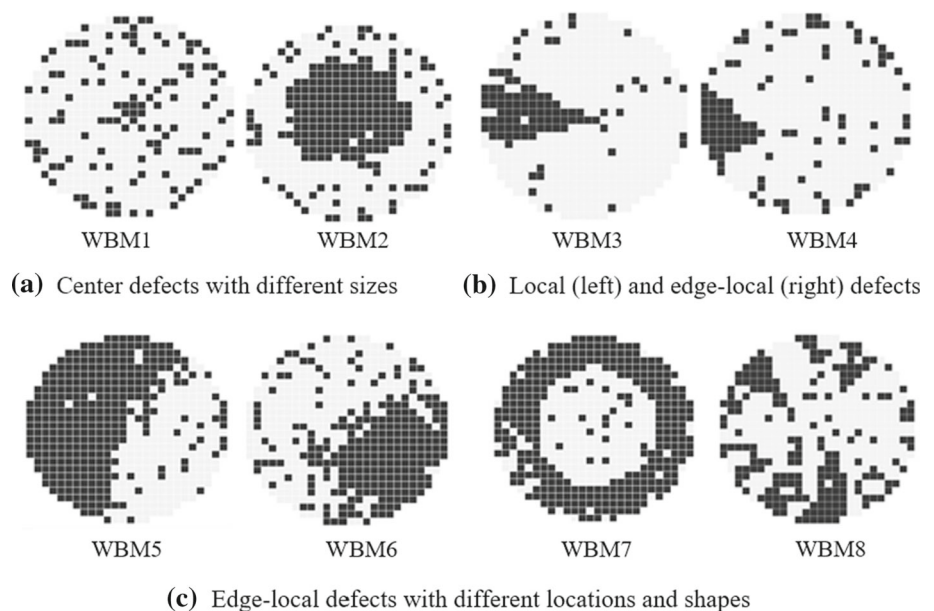 WBM1 WBM2 WBM3 WBM4
(a) Center defects with different sizes
(b) Local (left) and edge-local (right) defects
WBM5 WBM6 WBM7 WBM8
(c) Edge-local defects with different locations and shapes